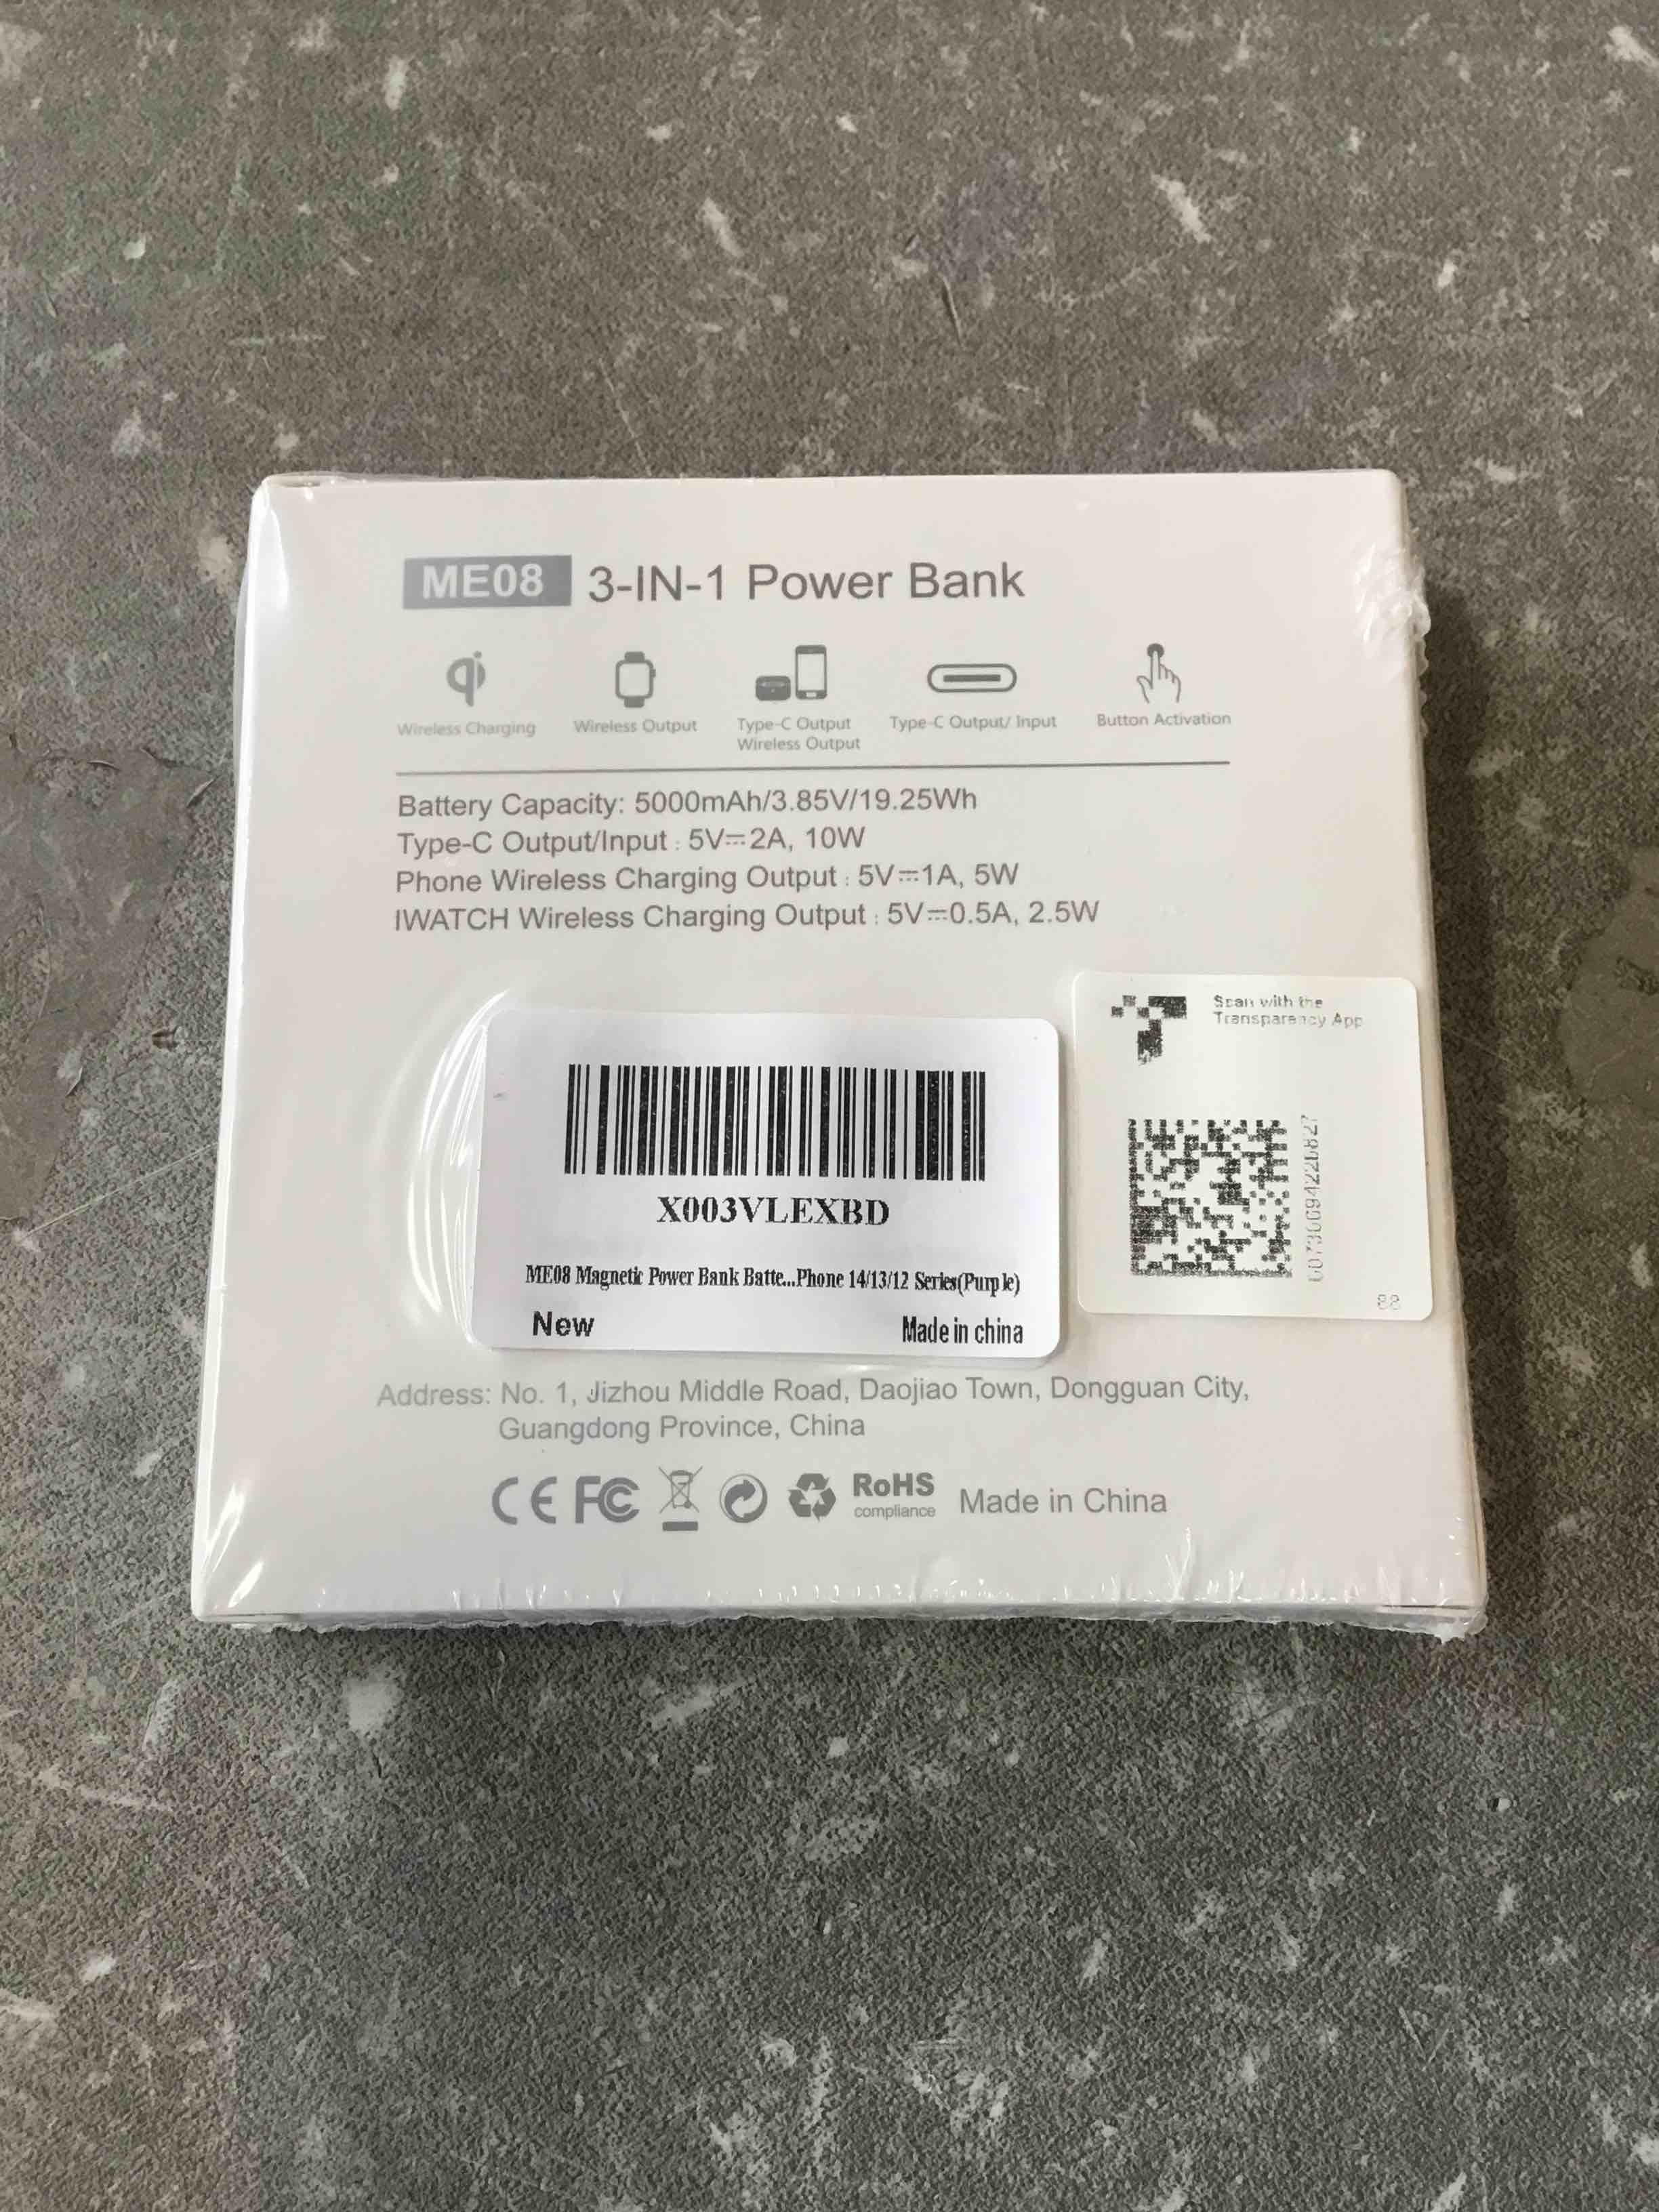 ME08 3-IN-1 Power Bank
qi
Wireless Charging
Wireless Output
Type-C Output
Wireless Output
Type-C Output/ Input
Button Activation
Battery Capacity: 5000mAh/3.85V/19.25Wh
Type-C Output/Input : 5V⎓2A, 10W
Phone Wireless Charging Output : 5V⎓1A, 5W
IWATCH Wireless Charging Output : 5V⎓0.5A, 2.5W
Scan with the
Transparency App
88
X003VLEXBD
ME08 Magnetic Power Bank Batte...Phone 14/13/12 Series(Purple)
New Made in china
Address: No. 1, Jizhou Middle Road, Daojiao Town, Dongguan City,
Guangdong Province, China
CE FC RoHS compliance Made in China